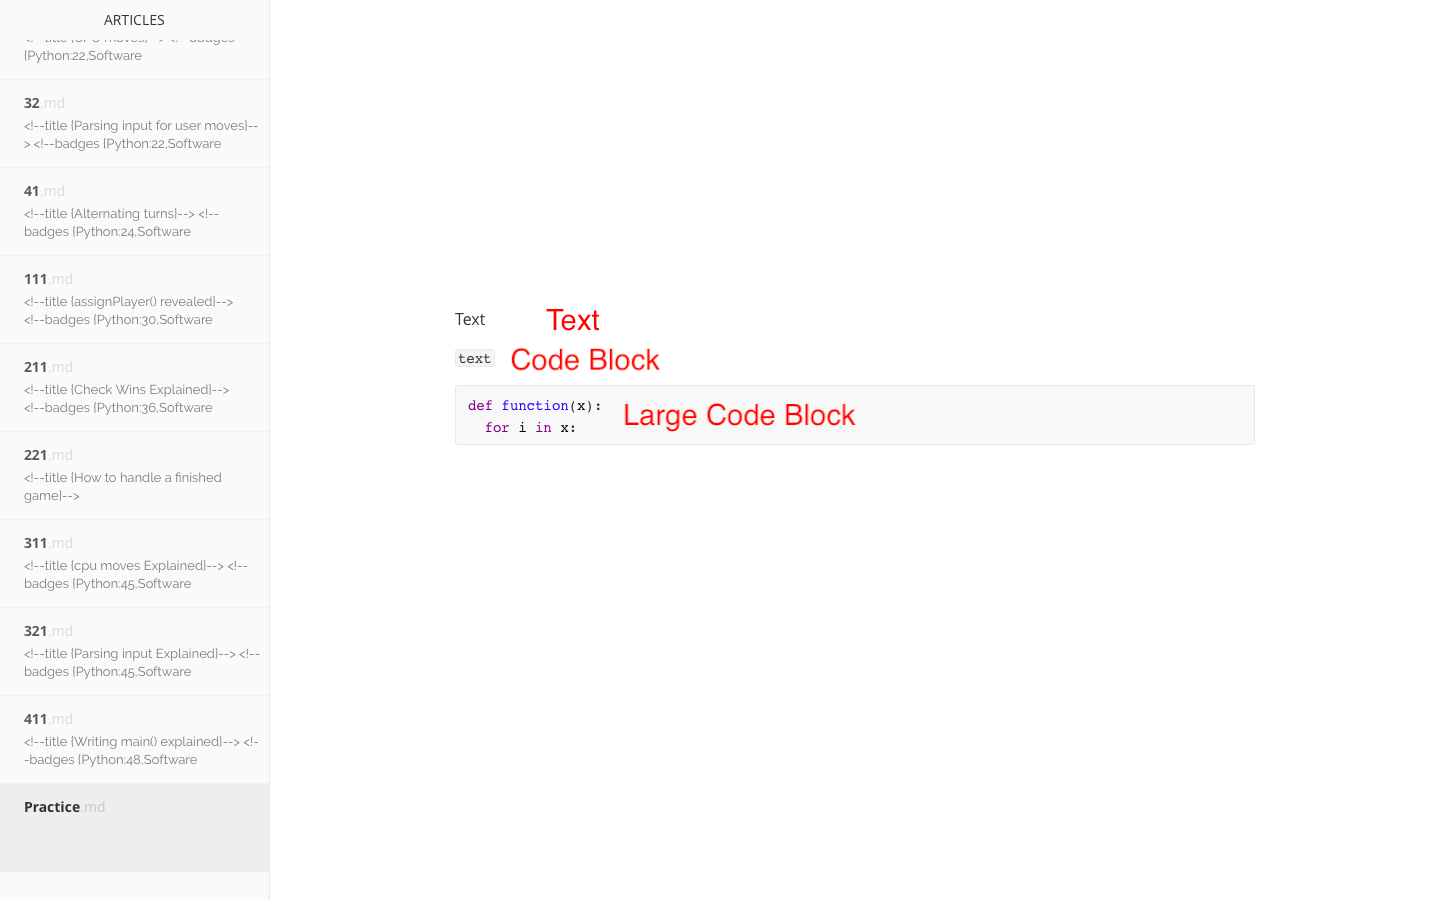 ARTICLES
{Python:22,Software
32.md
<!--title {Parsing input for user moves}--
> <!--badges {Python:22,Software
41.md
<!--title {Alternating turns}--> <!--
badges {Python:24,Software
111.md
<!--title {assignPlayer() revealed}-->
<!--badges {Python:30,Software
211.md
<!--title {Check Wins Explained}-->
<!--badges {Python:36,Software
221.md
<!--title {How to handle a finished
game}-->
311.md
<!--title {cpu moves Explained}--> <!--
badges {Python:45,Software
321.md
<!--title {Parsing input Explained}--> <!--
badges {Python:45,Software
411.md
<!--title {Writing main() explained}--> <!-
-badges {Python:48,Software
Practice.md
Text Text
text Code Block
def function(x):
for i in x:
Large Code Block